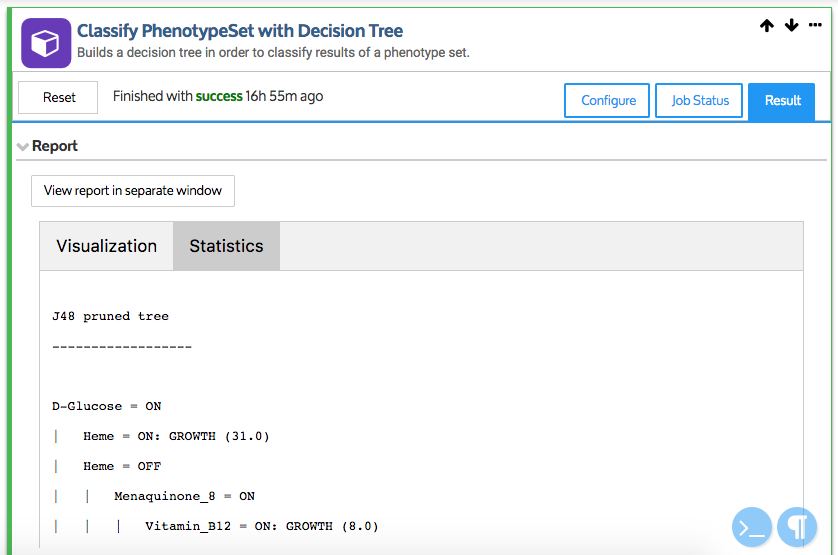 Classify PhenotypeSet with Decision Tree
Builds a decision tree in order to classify results of a phenotype set.
Reset
Finished with success 16h 55m ago
Configure
Job Status
Result
Report
View report in separate window
Visualization
Statistics
J48 pruned tree
------------------
D-Glucose = ON
|   Heme = ON: GROWTH (31.0)
|   Heme = OFF
|   |   Menaquinone_8 = ON
|   |   |   Vitamin_B12 = ON: GROWTH (8.0)